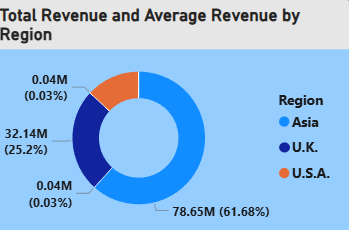 Total Revenue and Average Revenue by
Region
0.04M
(0.03%)
32.14M
(25.2%)
0.04M
(0.03%)
78.65M (61.68%)
Region
Asia
U.K.
U.S.A.